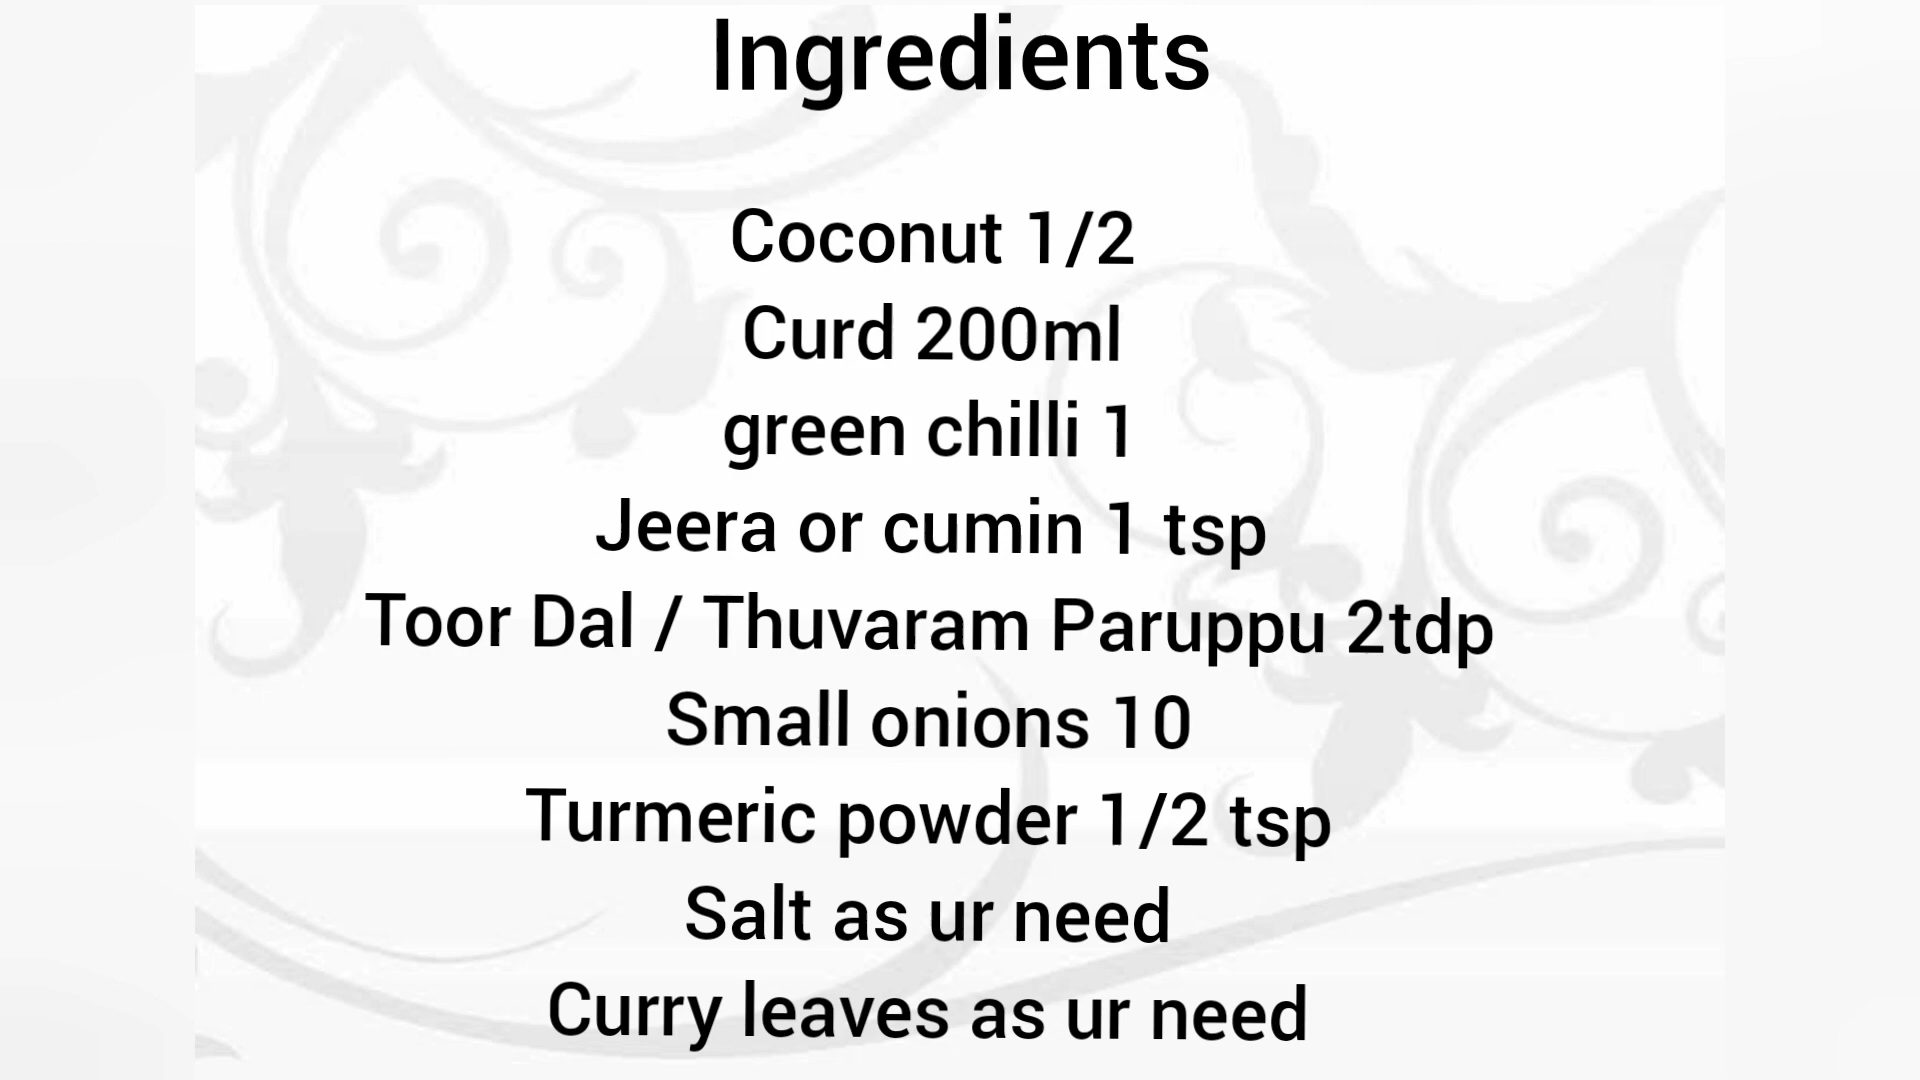 Ingredients
Coconut 1/2
Curd 200ml
green chilli 1
Jeera or cumin 1 tsp
Toor Dal / Thuvaram Paruppu 2tdp
Small onions 10
Turmeric powder 1/2 tsp
Salt as ur need
Curry leaves as ur need